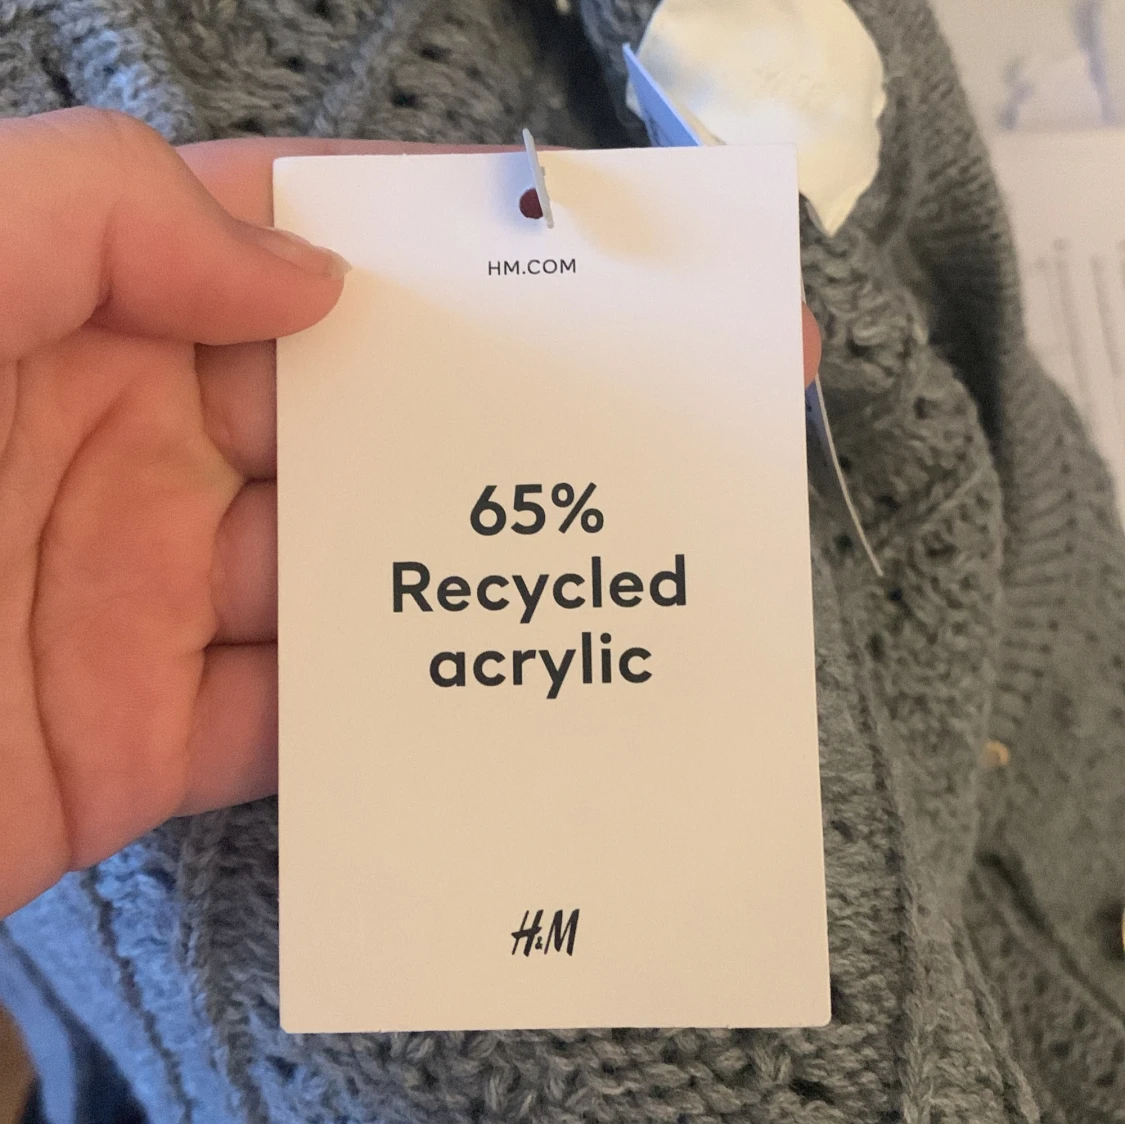 HM.COM
65%
Recycled
acrylic
H&M